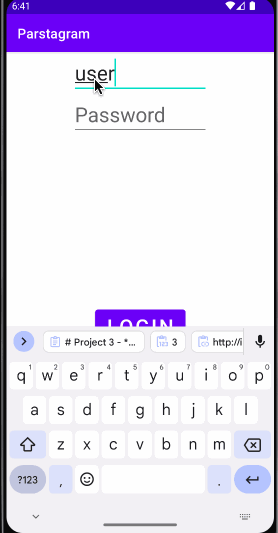 6:41
Parstagram
user
Password
LOGIN
# Project 3 - *... 3 http://i
q1 w2 e3 r4 t5 y6 u7 i8 o9 p0
a s d f g h j k l
z x c v b n m
?123 , .